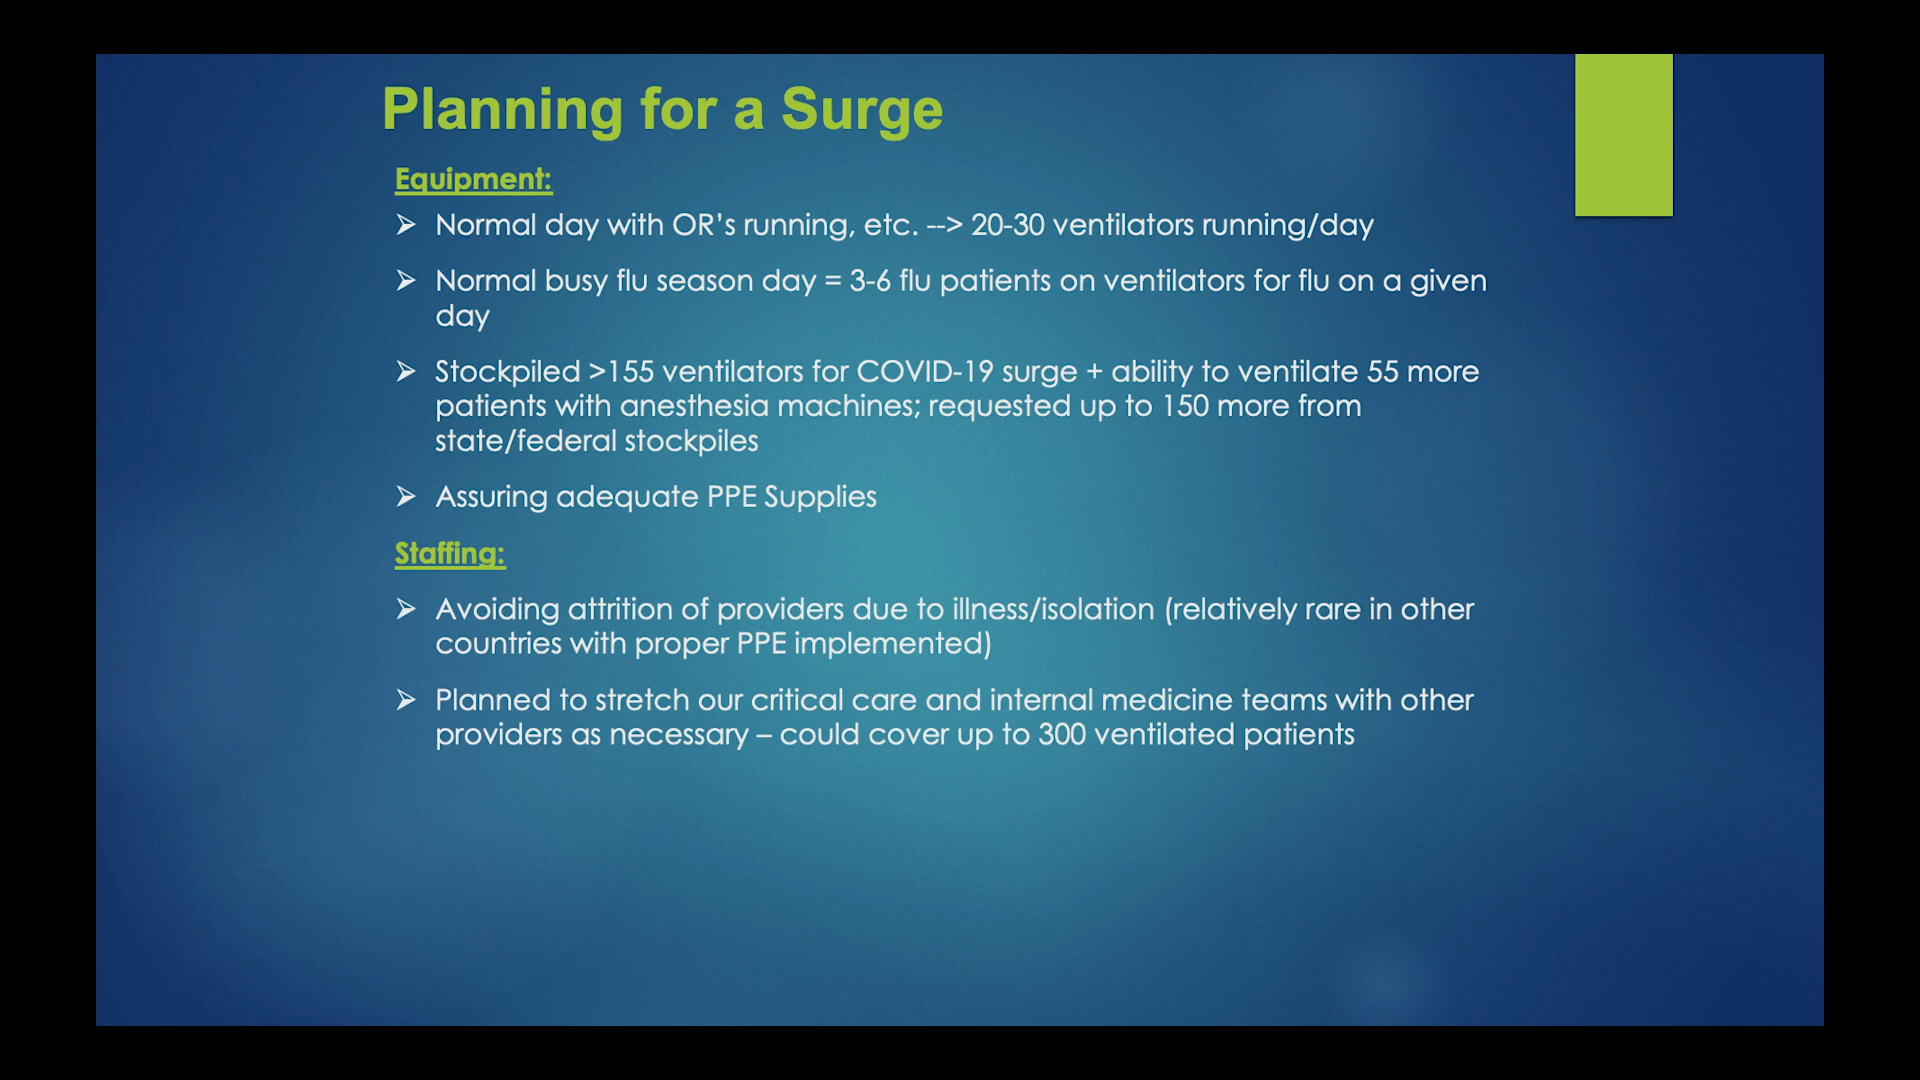 Planning for a Surge
Equipment:
➢ Normal day with OR’s running, etc. --> 20-30 ventilators running/day
➢ Normal busy flu season day = 3-6 flu patients on ventilators for flu on a given
day
➢ Stockpiled >155 ventilators for COVID-19 surge + ability to ventilate 55 more
patients with anesthesia machines; requested up to 150 more from
state/federal stockpiles
➢ Assuring adequate PPE Supplies
Staffing:
➢ Avoiding attrition of providers due to illness/isolation (relatively rare in other
countries with proper PPE implemented)
➢ Planned to stretch our critical care and internal medicine teams with other
providers as necessary – could cover up to 300 ventilated patients